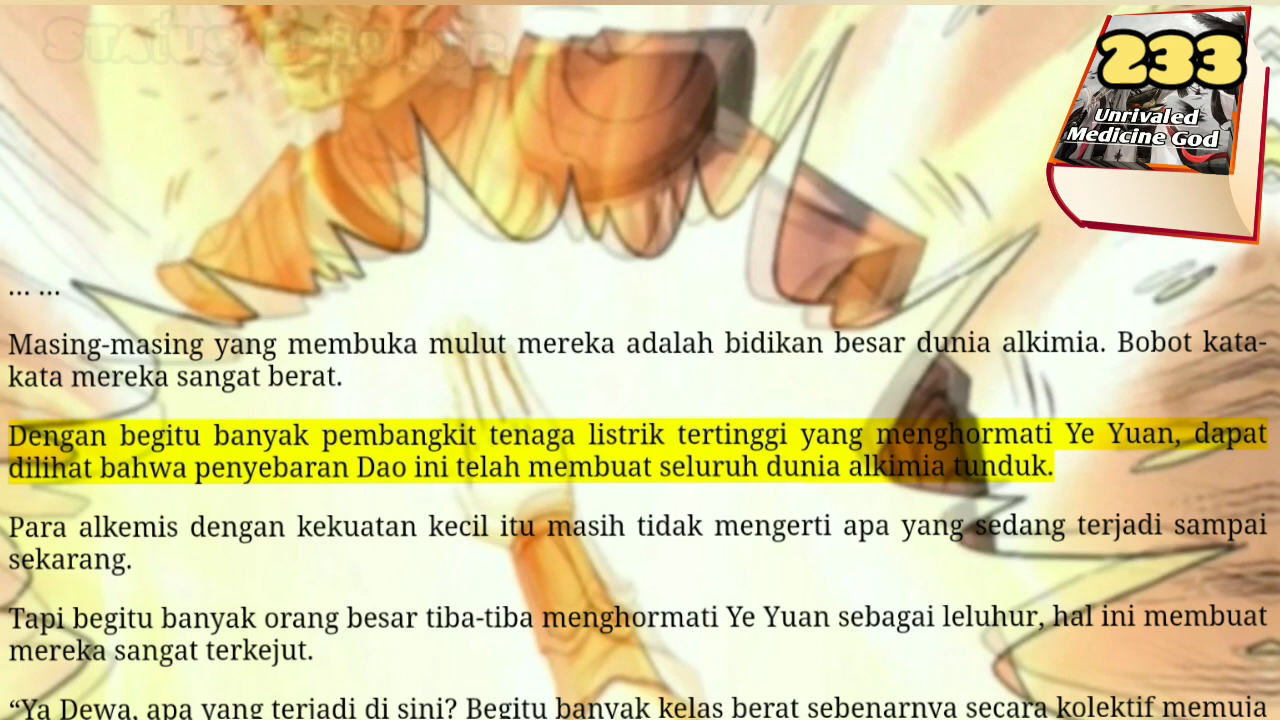 233
Unrivaled
Medicine God
... ...
Masing-masing yang membuka mulut mereka adalah bidikan besar dunia alkimia. Bobot kata-
kata mereka sangat berat.
Dengan begitu banyak pembangkit tenaga listrik tertinggi yang menghormati Ye Yuan, dapat
dilihat bahwa penyebaran Dao ini telah membuat seluruh dunia alkimia tunduk.
Para alkemis dengan kekuatan kecil itu masih tidak mengerti apa yang sedang terjadi sampai
sekarang.
Tapi begitu banyak orang besar tiba-tiba menghormati Ye Yuan sebagai leluhur, hal ini membuat
mereka sangat terkejut.
“Ya Dewa, apa yang terjadi di sini? Begitu banyak kelas berat sebenarnya secara kolektif memuja